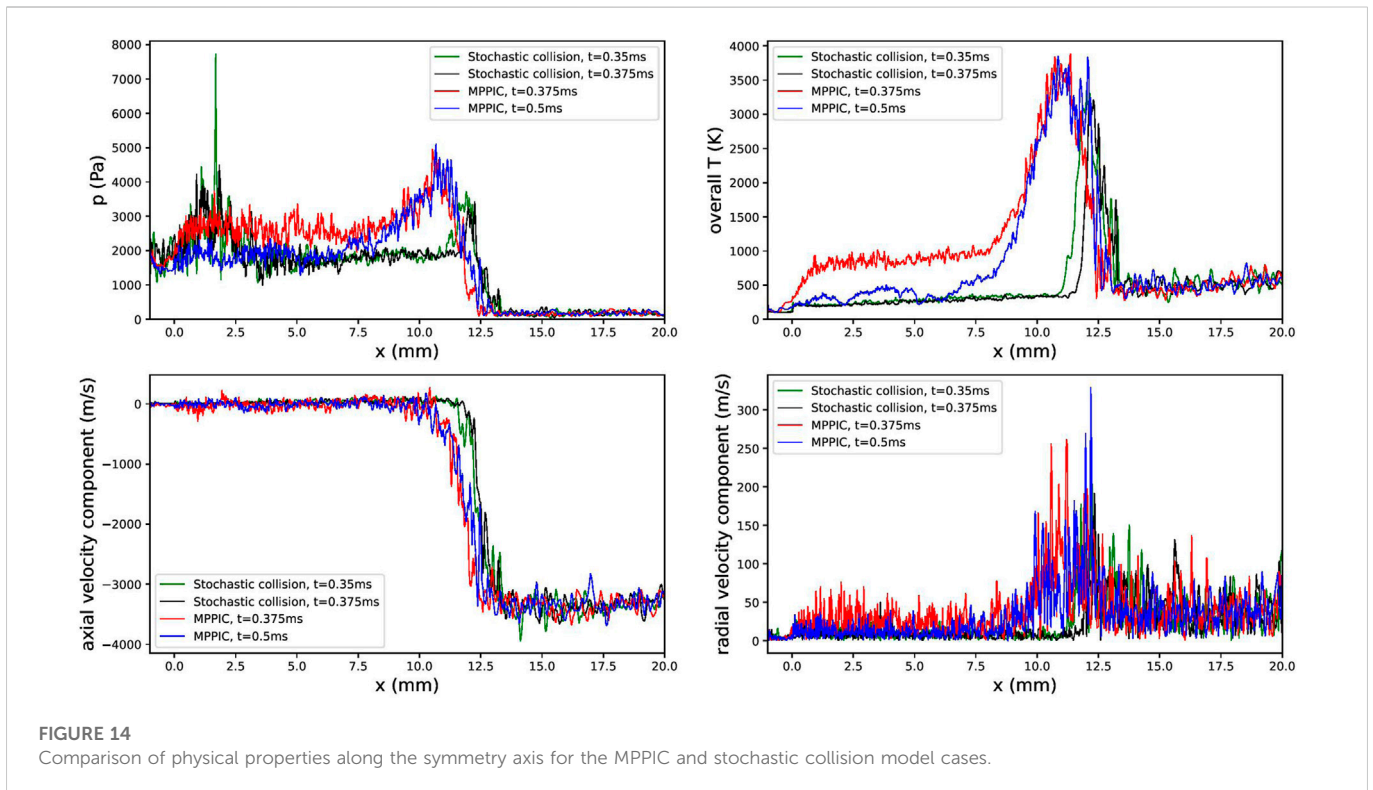 8000
7000
6000
5000
4000
3000
2000
1000
0
p (Pa)
Stochastic collision, t=0.35ms
Stochastic collision, t=0.375ms
MPPIC, t=0.375ms
MPPIC, t=0.5ms
0.0 2.5 5.0 7.5 10.0 12.5 15.0 17.5 20.0
x (mm)
4000
3500
3000
2500
2000
1500
1000
500
0
overall T (K)
Stochastic collision, t=0.35ms
Stochastic collision, t=0.375ms
MPPIC, t=0.375ms
MPPIC, t=0.5ms
0.0 2.5 5.0 7.5 10.0 12.5 15.0 17.5 20.0
x (mm)
0
−1000
−2000
−3000
−4000
axial velocity component (m/s)
Stochastic collision, t=0.35ms
Stochastic collision, t=0.375ms
MPPIC, t=0.375ms
MPPIC, t=0.5ms
0.0 2.5 5.0 7.5 10.0 12.5 15.0 17.5 20.0
x (mm)
300
250
200
150
100
50
0
radial velocity component (m/s)
Stochastic collision, t=0.35ms
Stochastic collision, t=0.375ms
MPPIC, t=0.375ms
MPPIC, t=0.5ms
0.0 2.5 5.0 7.5 10.0 12.5 15.0 17.5 20.0
x (mm)
FIGURE 14
Comparison of physical properties along the symmetry axis for the MPPIC and stochastic collision model cases.